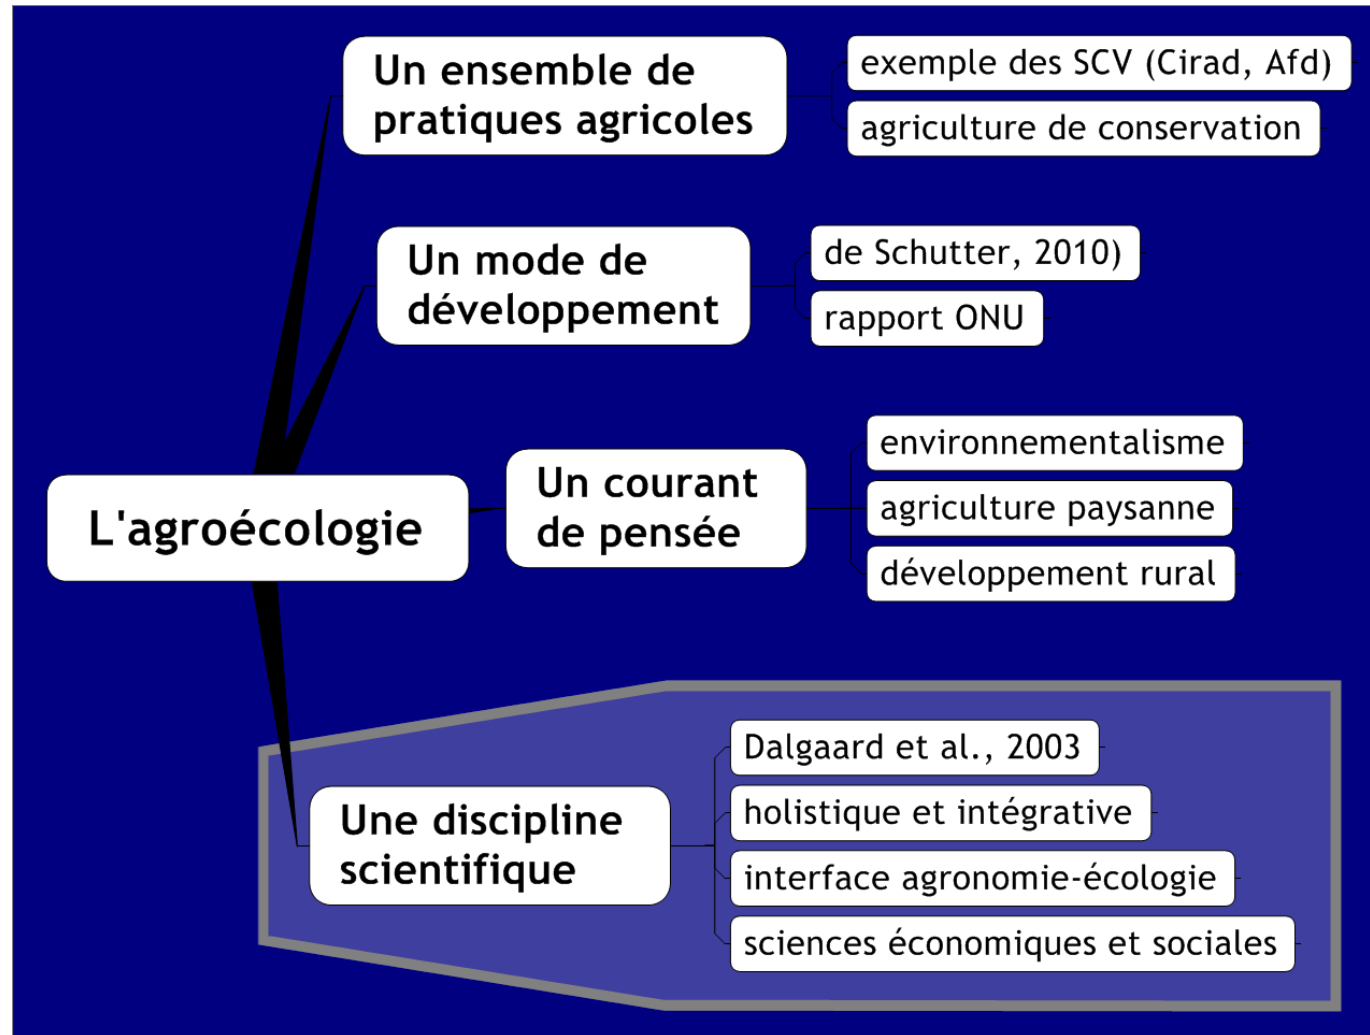 Un ensemble de
pratiques agricoles
exemple des SCV (Cirad, Afd)
agriculture de conservation
Un mode de
développement
de Schutter, 2010)
rapport ONU
L'agroécologie
Un courant
de pensée
environnementalisme
agriculture paysanne
développement rural
Une discipline
scientifique
Dalgaard et al., 2003
holistique et intégrative
interface agronomie-écologie
sciences économiques et sociales